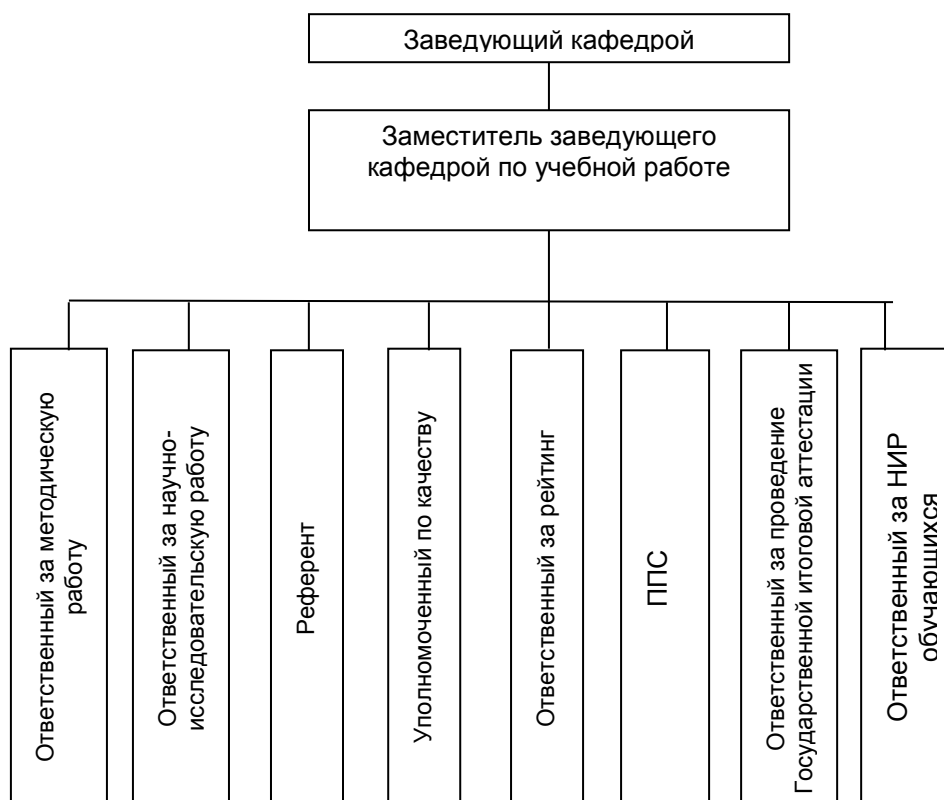 Заведующий кафедрой
Заместитель заведующего
кафедрой по учебной работе
Ответственный за методическую
работу
Ответственный за научно-
исследовательскую работу
Референт
Уполномоченный по качеству
Ответственный за рейтинг
ППС
Ответственный за проведение
Государственной итоговой аттестации
Ответственный за НИР
обучающихся